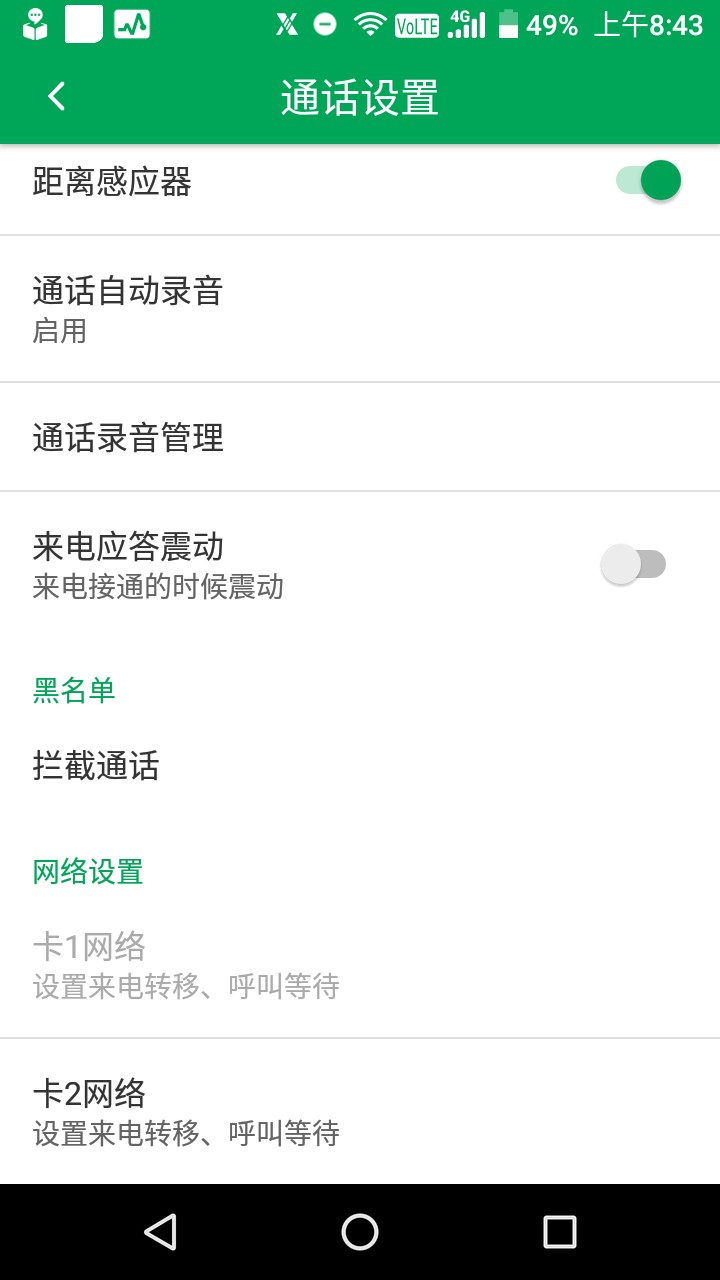 VoLTE 4G 49% 上午8:43
通话设置
距离感应器
通话自动录音
启用
通话录音管理
来电应答震动
来电接通的时候震动
黑名单
拦截通话
网络设置
卡1网络
设置来电转移、呼叫等待
卡2网络
设置来电转移、呼叫等待